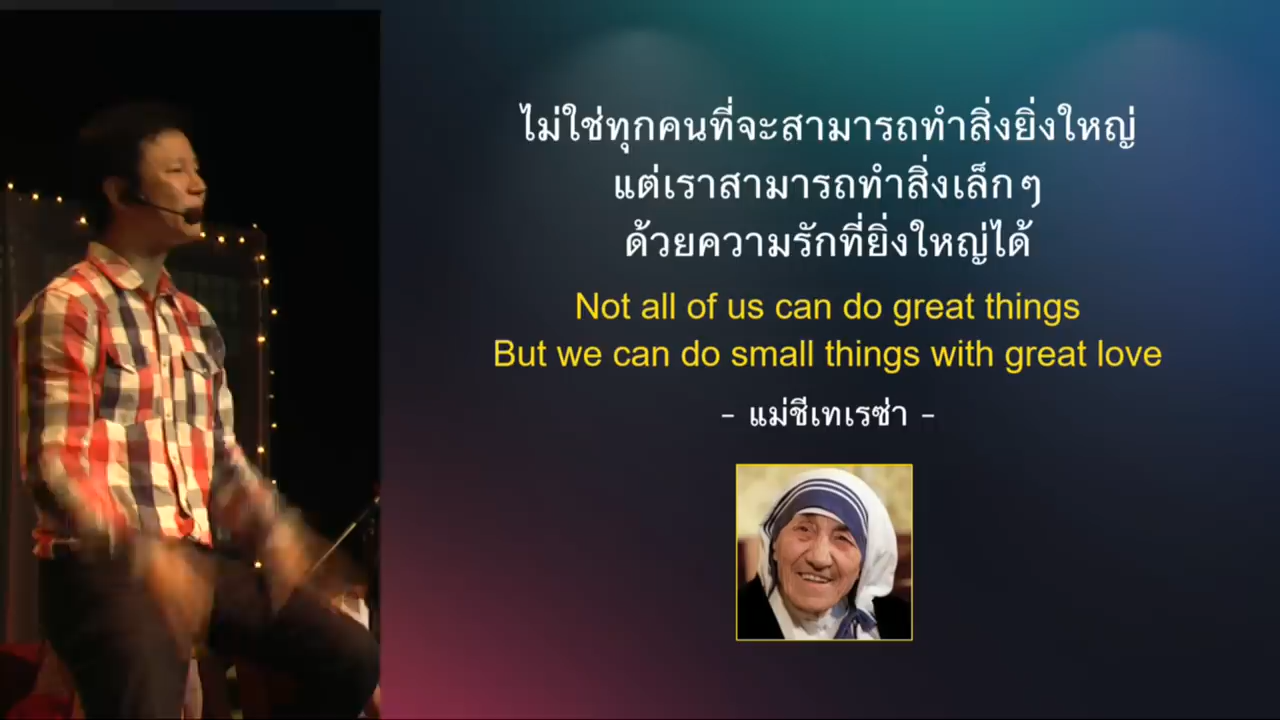 ไม่ใช่ทุกคนที่จะสามารถทำสิ่งยิ่งใหญ่
แต่เราสามารถทำสิ่งเล็กๆ
ด้วยความรักที่ยิ่งใหญ่ได้
Not all of us can do great things
But we can do small things with great love
- แม่ชีเทเรซ่า -